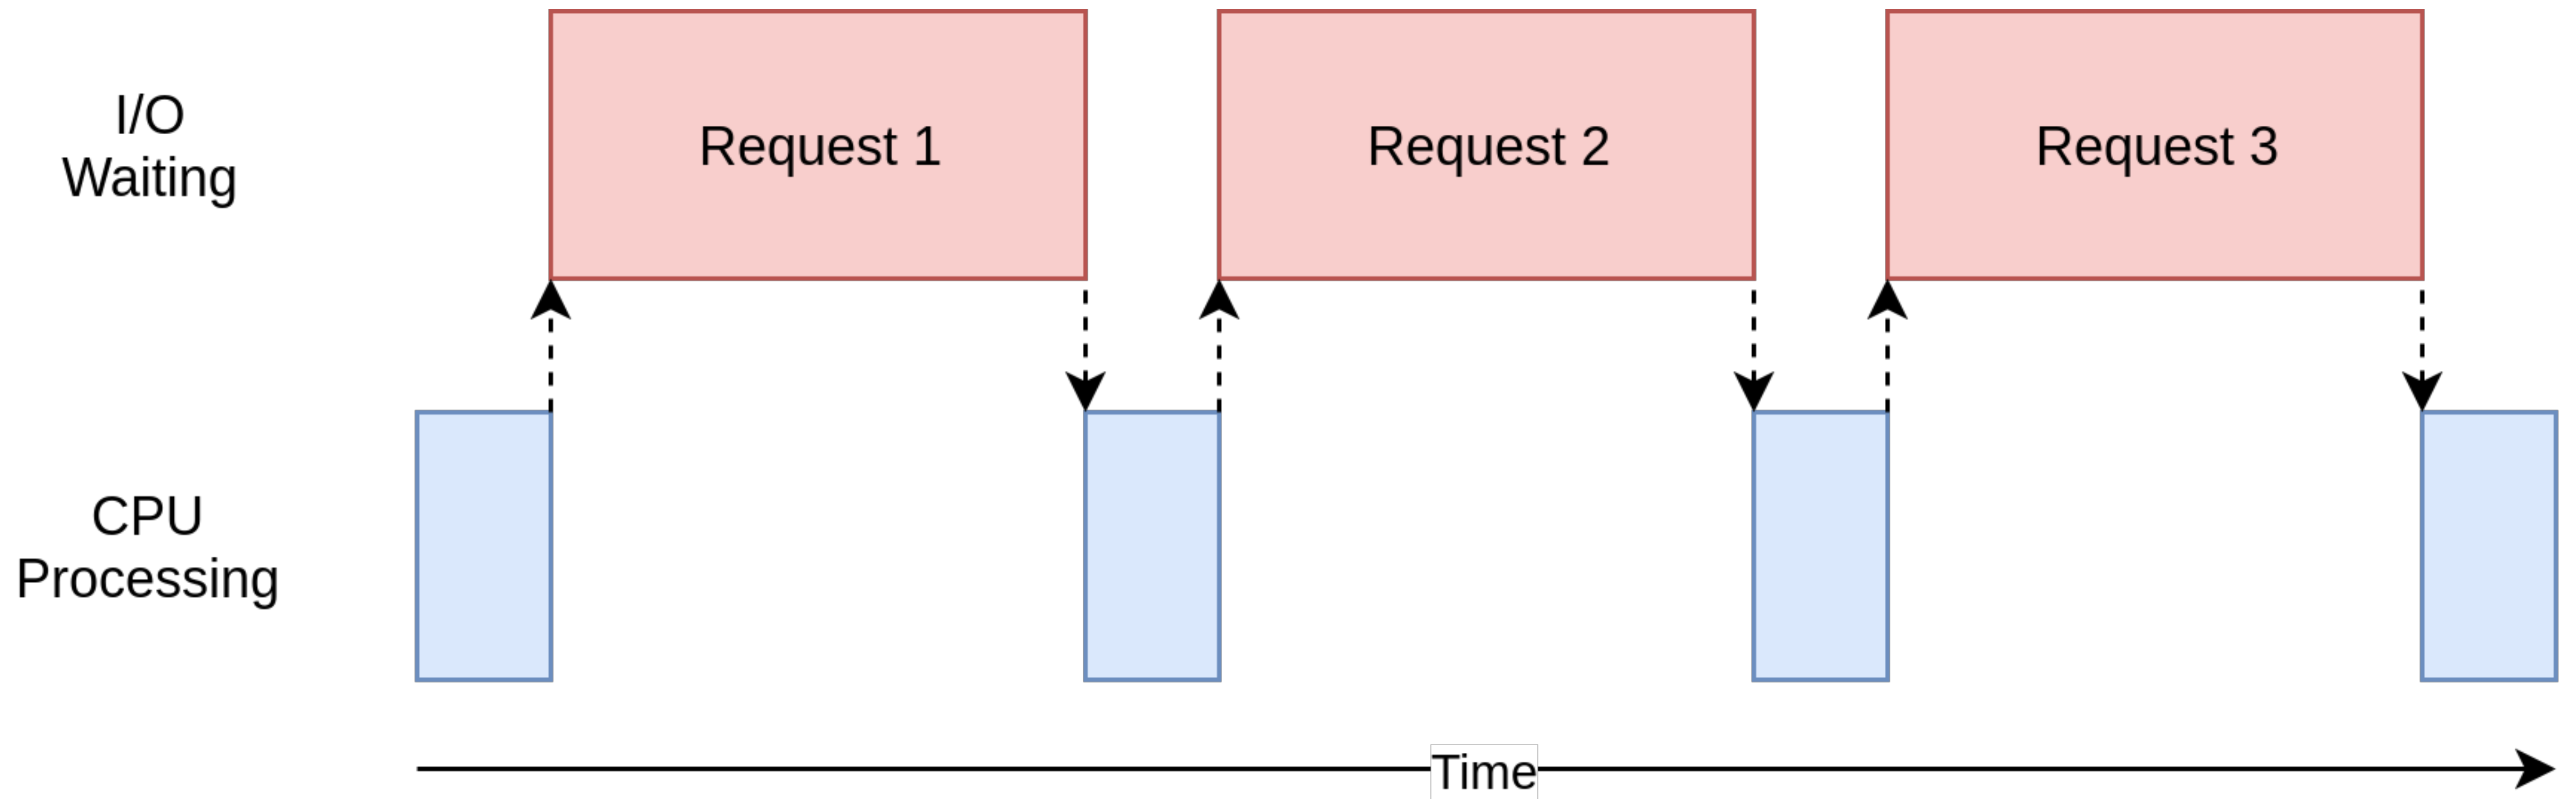 I/O
Waiting
Request 1
Request 2
Request 3
CPU
Processing
Time